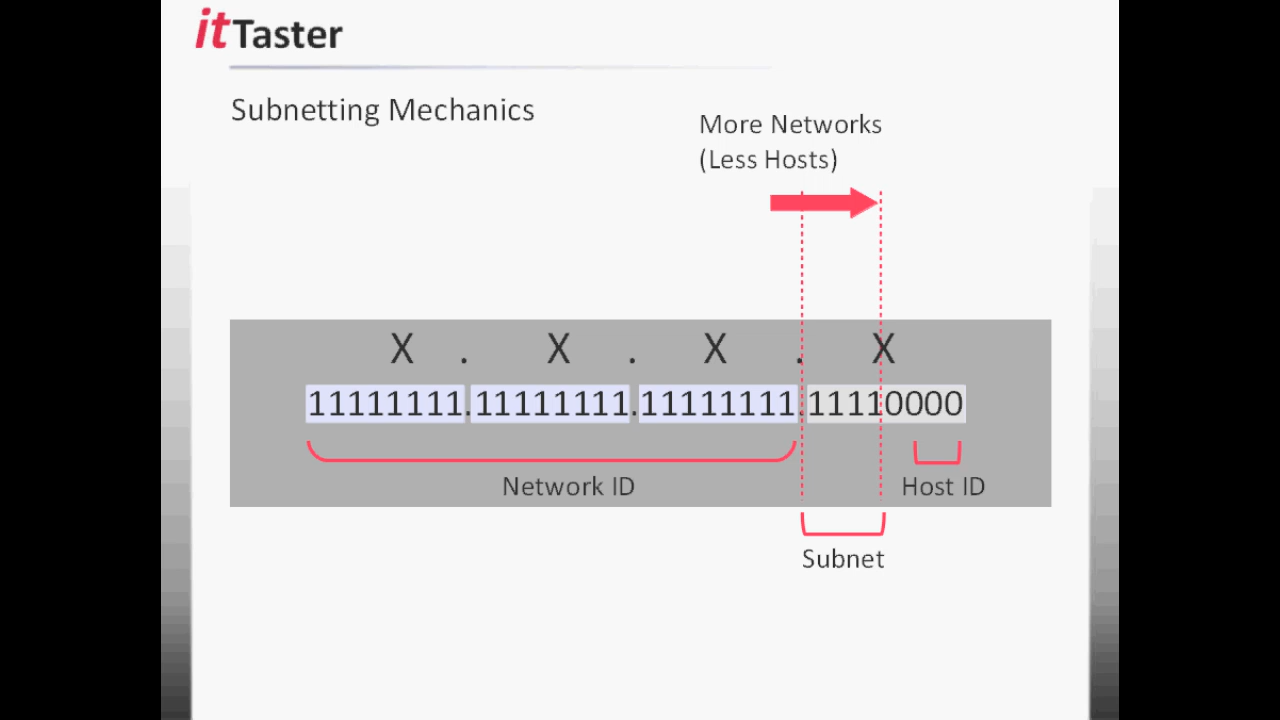 itTaster
Subnetting Mechanics
More Networks
(Less Hosts)
X . X . X . X
11111111.11111111.11111111.11110000
Network ID
Host ID
Subnet